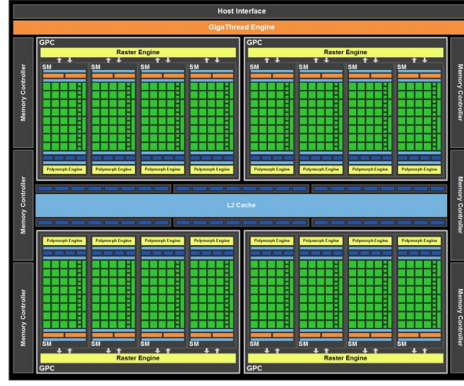 Host Interface
GigaThread Engine
GPC
GPC
Raster Engine
Raster Engine
SM SM SM SM
SM SM SM SM
Memory Controller
Memory Controller
Polymorph Engine Polymorph Engine Polymorph Engine Polymorph Engine
Polymorph Engine Polymorph Engine Polymorph Engine Polymorph Engine
Memory Controller
L2 Cache
Memory Controller
Polymorph Engine Polymorph Engine Polymorph Engine Polymorph Engine
Polymorph Engine Polymorph Engine Polymorph Engine Polymorph Engine
Memory Controller
Memory Controller
SM SM SM SM
SM SM SM SM
Raster Engine
Raster Engine
GPC
GPC